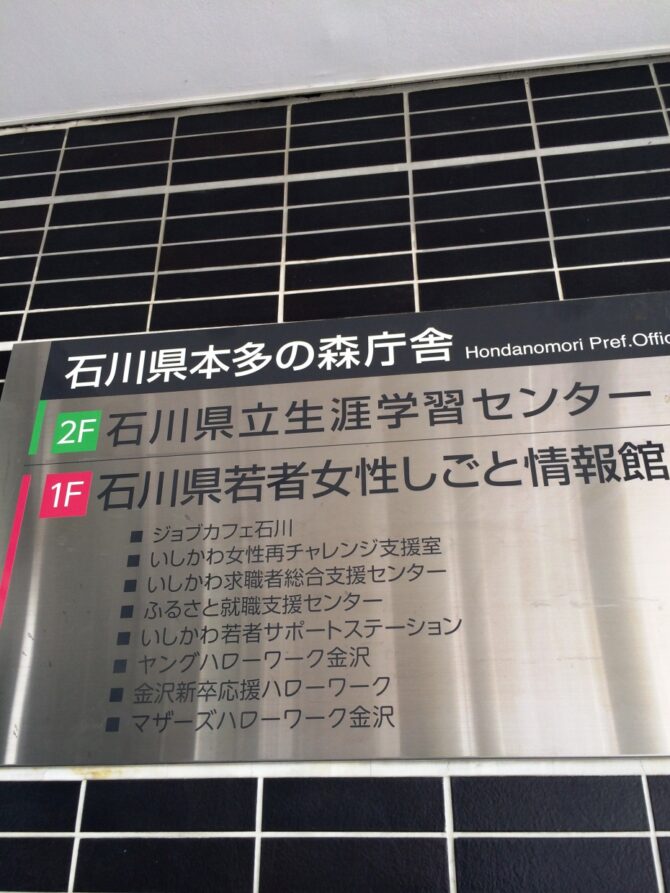 石川県本多の森庁舎 Hondanomori Pref.Offic
2F 石川県立生涯学習センター
1F 石川県若者女性しごと情報館
■ ジョブカフェ石川
■ いしかわ女性再チャレンジ支援室
■ いしかわ求職者総合支援センター
■ ふるさと就職支援センター
■ いしかわ若者サポートステーション
■ ヤングハローワーク金沢
■ 金沢新卒応援ハローワーク
■ マザーズハローワーク金沢